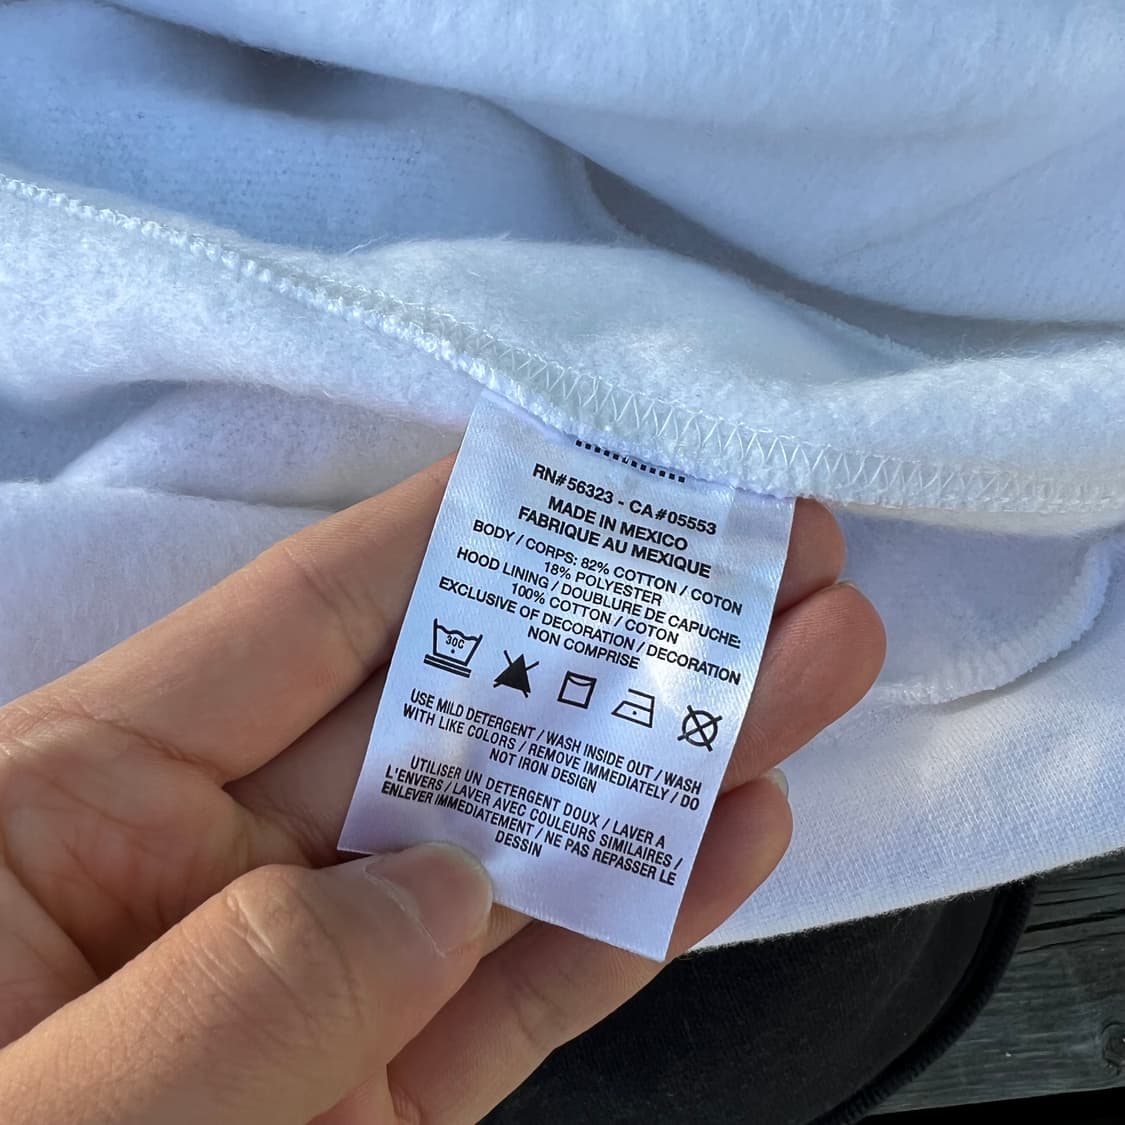 RN#56323 - CA#05553
MADE IN MEXICO
FABRIQUE AU MEXIQUE
BODY / CORPS: 82% COTTON / COTON
18% POLYESTER
HOOD LINING / DOUBLURE DE CAPUCHE:
100% COTTON / COTON
EXCLUSIVE OF DECORATION / DECORATION
NON COMPRISE
30C
USE MILD DETERGENT / WASH INSIDE OUT / WASH
WITH LIKE COLORS / REMOVE IMMEDIATELY / DO
NOT IRON DESIGN
UTILISER UN DETERGENT DOUX / LAVER A
L'ENVERS / LAVER AVEC COULEURS SIMILAIRES /
ENLEVER IMMEDIATEMENT / NE PAS REPASSER LE
DESSIN